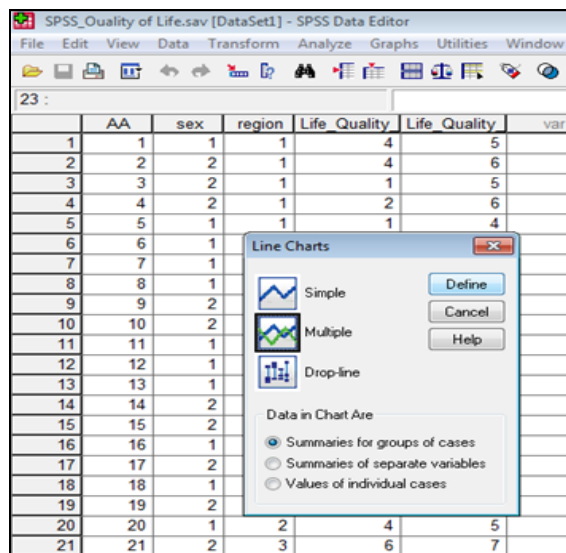 SPSS_Ouality of Life.sav [DataSet1] - SPSS Data Editor
File Edit View Data Transform Analyze Graphs Utilities Window
23 :
AA sex region Life_Quality_ Life_Quality_ var
1 1 1 1 4 5
2 2 2 1 4 6
3 3 2 1 1 5
4 4 2 1 2 6
5 5 1 1 1 4
6 6 1
7 7 1
8 8 1
9 9 2
10 10 2
11 11 1
12 12 1
13 13 1
14 14 2
15 15 2
16 16 1
17 17 2
18 18 1
19 19 2
20 20 1 2 4 5
21 21 2 3 6 7
Line Charts
Simple
Multiple
Drop-line
Define
Cancel
Help
Data in Chart Are
Summaries for groups of cases
Summaries of separate variables
Values of individual cases